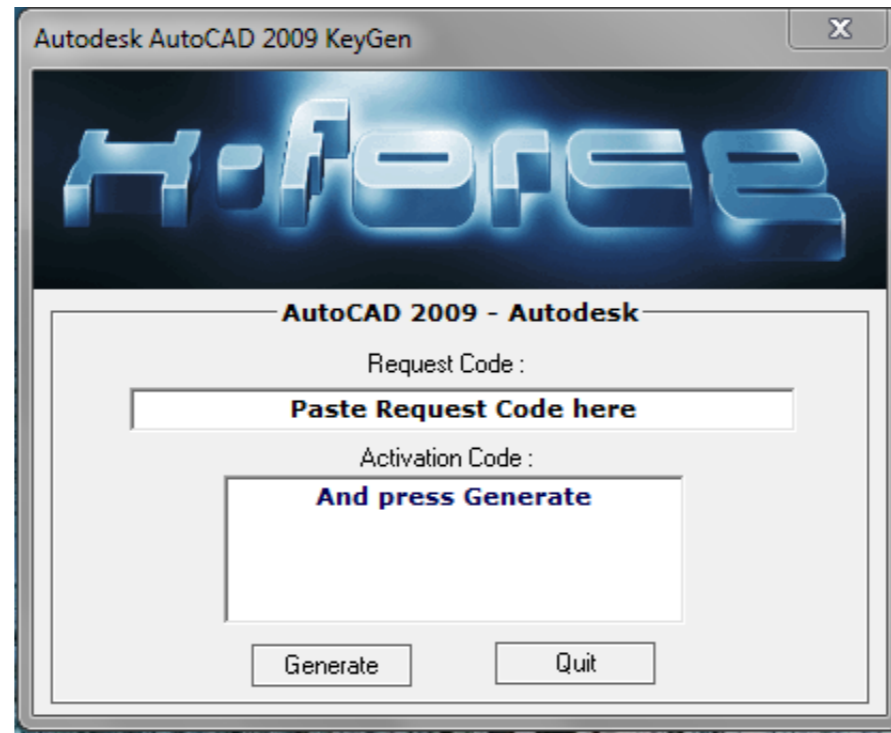 Autodesk AutoCAD 2009 KeyGen
X-force
AutoCAD 2009 - Autodesk
Request Code :
Paste Request Code here
Activation Code :
And press Generate
Generate
Quit